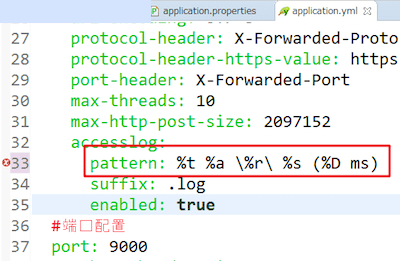 application.properties application.yml
27 protocol-header: X-Forwarded-Proto
28 protocol-header-https-value: https
29 port-header: X-Forwarded-Port
30 max-threads: 10
31 max-http-post-size: 2097152
32 accesslog:
33 pattern: %t %a \%r\ %s (%D ms)
34 suffix: .log
35 enabled: true
36 #端口配置
37 port: 9000